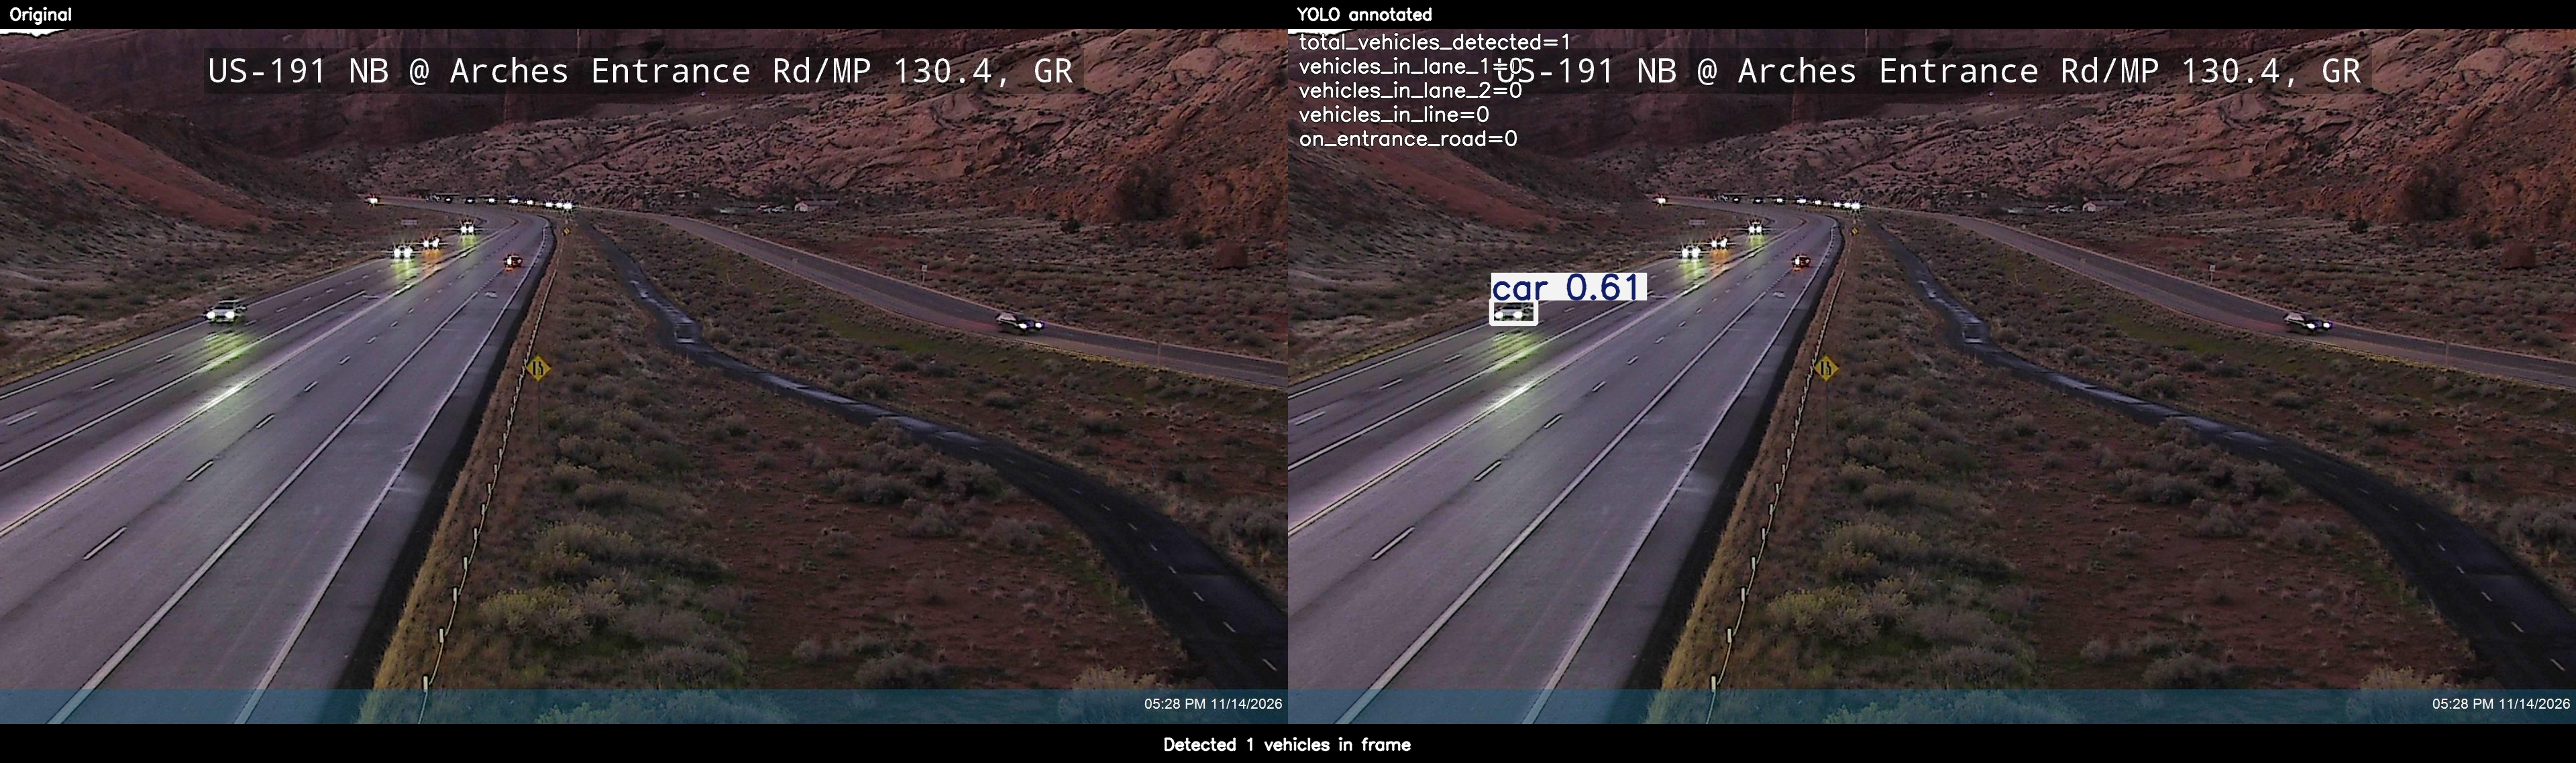 Original
US-191 NB @ Arches Entrance Rd/MP 130.4, GR
05:28 PM 11/14/2026
YOLO annotated
total_vehicles_detected=1
vehicles_in_lane_1=0
US-191 NB @ Arches Entrance Rd/MP 130.4, GR
vehicles_in_lane_2=0
vehicles_in_line=0
on_entrance_road=0
car 0.61
05:28 PM 11/14/2026
Detected 1 vehicles in frame